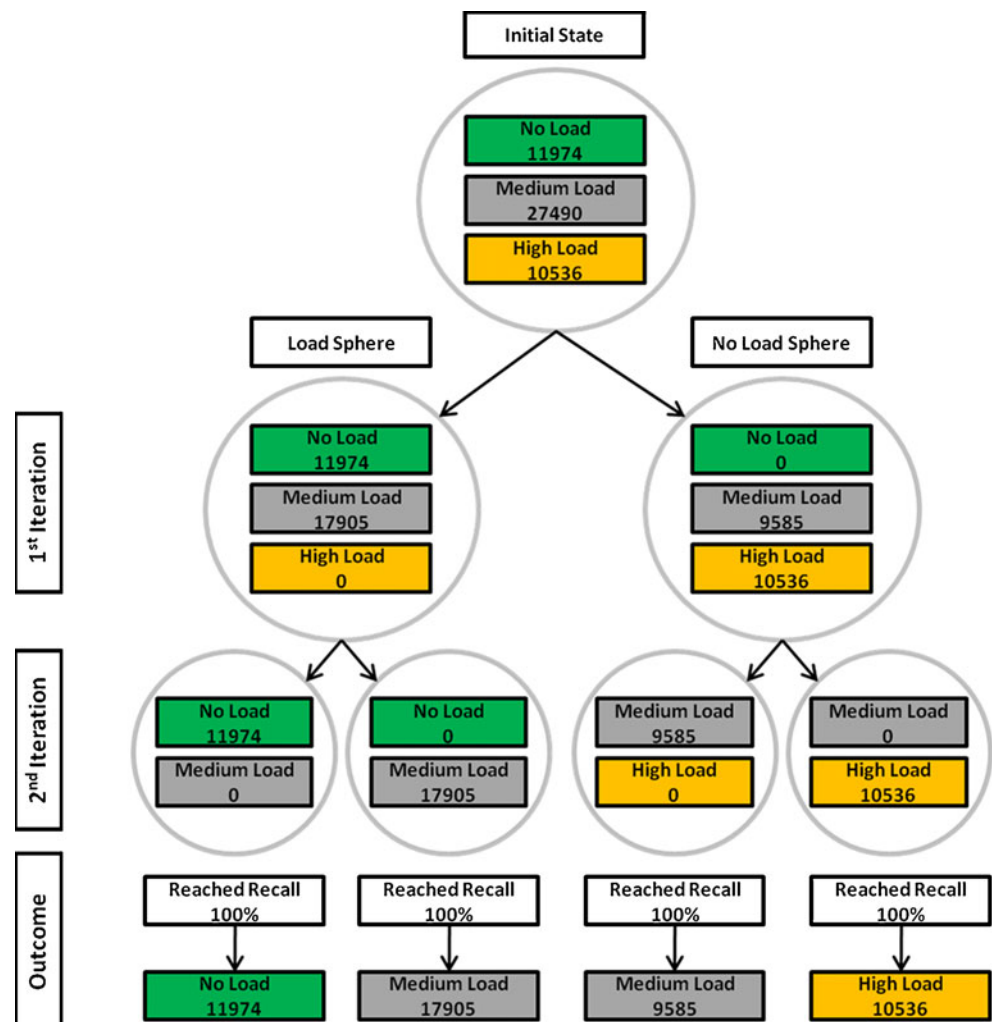 Initial State
No Load
11974
Medium Load
27490
High Load
10536
Load Sphere
No Load Sphere
1st Iteration
No Load
11974
Medium Load
17905
High Load
0
No Load
0
Medium Load
9585
High Load
10536
2nd Iteration
No Load
11974
Medium Load
0
No Load
0
Medium Load
17905
Medium Load
9585
High Load
0
Medium Load
0
High Load
10536
Outcome
Reached Recall
100%
Reached Recall
100%
Reached Recall
100%
Reached Recall
100%
No Load
11974
Medium Load
17905
Medium Load
9585
High Load
10536